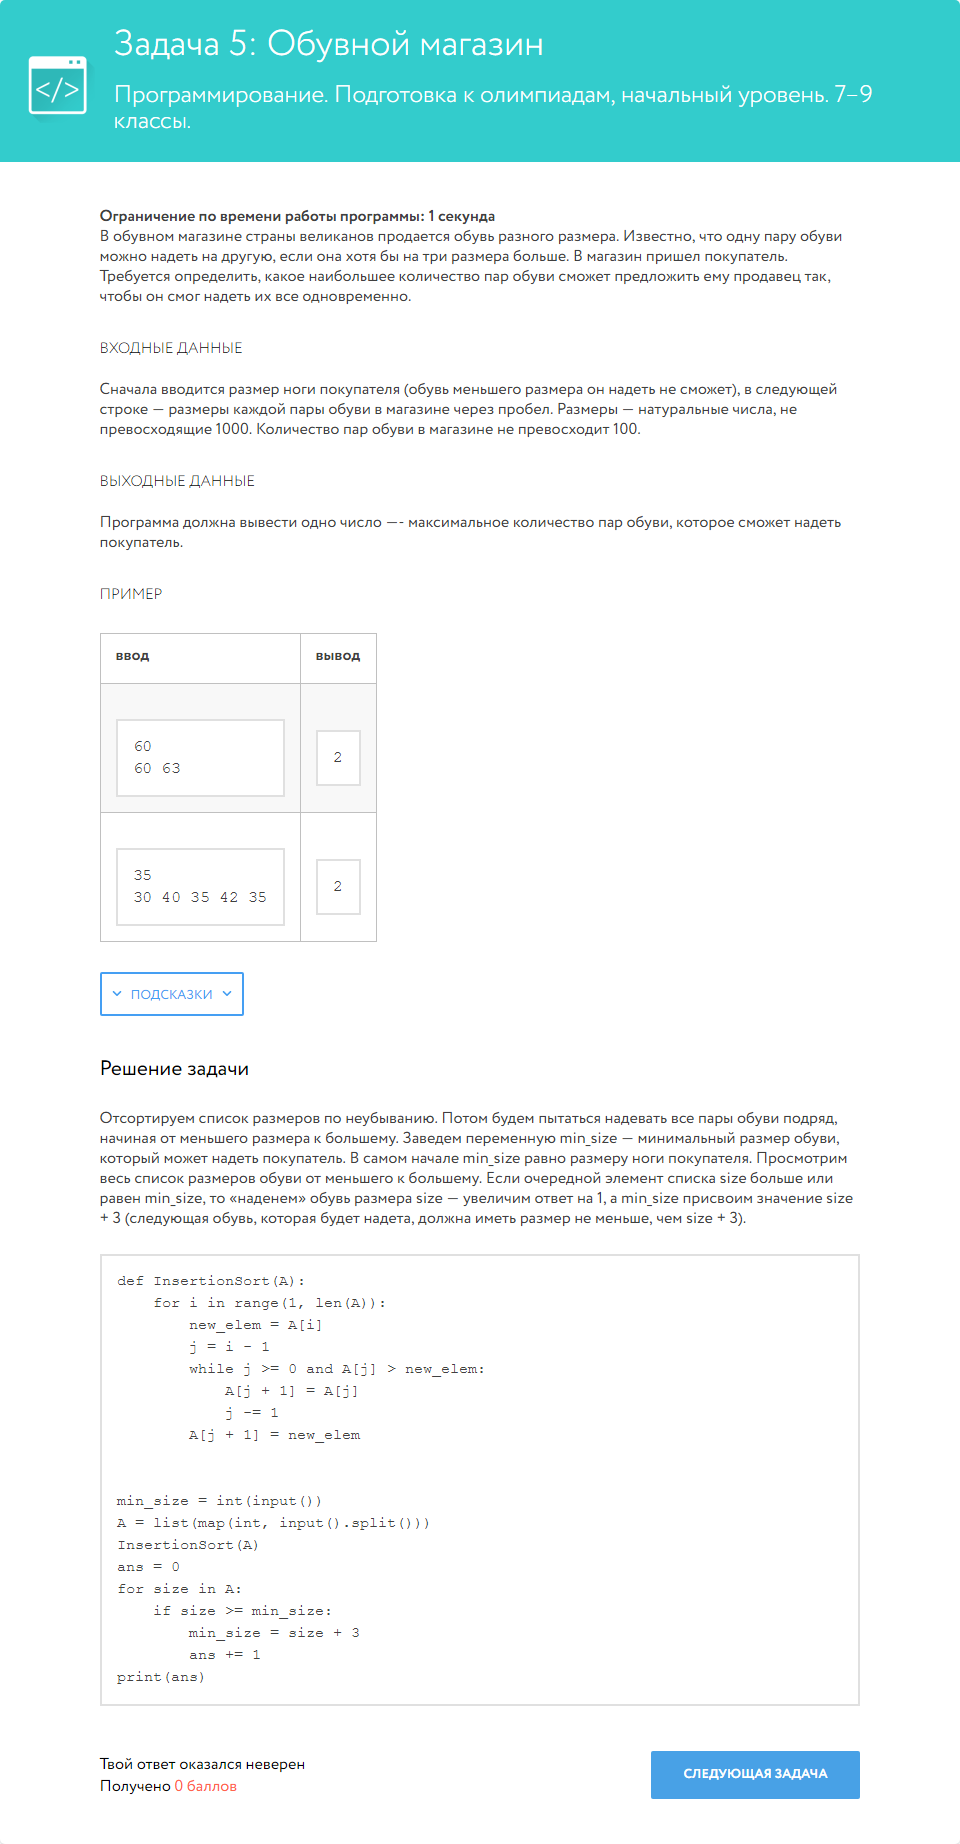 Задача 5: Обувной магазин
</>
Программирование. Подготовка к олимпиадам, начальный уровень. 7–9
классы.
Ограничение по времени работы программы: 1 секунда
В обувном магазине страны великанов продается обувь разного размера. Известно, что одну пару обуви
можно надеть на другую, если она хотя бы на три размера больше. В магазин пришел покупатель.
Требуется определить, какое наибольшее количество пар обуви сможет предложить ему продавец так,
чтобы он смог надеть их все одновременно.
ВХОДНЫЕ ДАННЫЕ
Сначала вводится размер ноги покупателя (обувь меньшего размера он надеть не сможет), в следующей
строке — размеры каждой пары обуви в магазине через пробел. Размеры — натуральные числа, не
превосходящие 1000. Количество пар обуви в магазине не превосходит 100.
ВЫХОДНЫЕ ДАННЫЕ
Программа должна вывести одно число —- максимальное количество пар обуви, которое сможет надеть
покупатель.
ПРИМЕР
ввод вывод
60
60 63
2
35
30 40 35 42 35
2
ПОДСКАЗКИ
Решение задачи
Отсортируем список размеров по неубыванию. Потом будем пытаться надевать все пары обуви подряд,
начиная от меньшего размера к большему. Заведем переменную min_size — минимальный размер обуви,
который может надеть покупатель. В самом начале min_size равно размеру ноги покупателя. Просмотрим
весь список размеров обуви от меньшего к большему. Если очередной элемент списка size больше или
равен min_size, то «наденем» обувь размера size — увеличим ответ на 1, а min_size присвоим значение size
+ 3 (следующая обувь, которая будет надета, должна иметь размер не меньше, чем size + 3).
def InsertionSort(A):
    for i in range(1, len(A)):
        new_elem = A[i]
        j = i - 1
        while j >= 0 and A[j] > new_elem:
            A[j + 1] = A[j]
            j -= 1
        A[j + 1] = new_elem
min_size = int(input())
A = list(map(int, input().split()))
InsertionSort(A)
ans = 0
for size in A:
    if size >= min_size:
        min_size = size + 3
        ans += 1
print(ans)
Твой ответ оказался неверен
Получено 0 баллов
СЛЕДУЮЩАЯ ЗАДАЧА